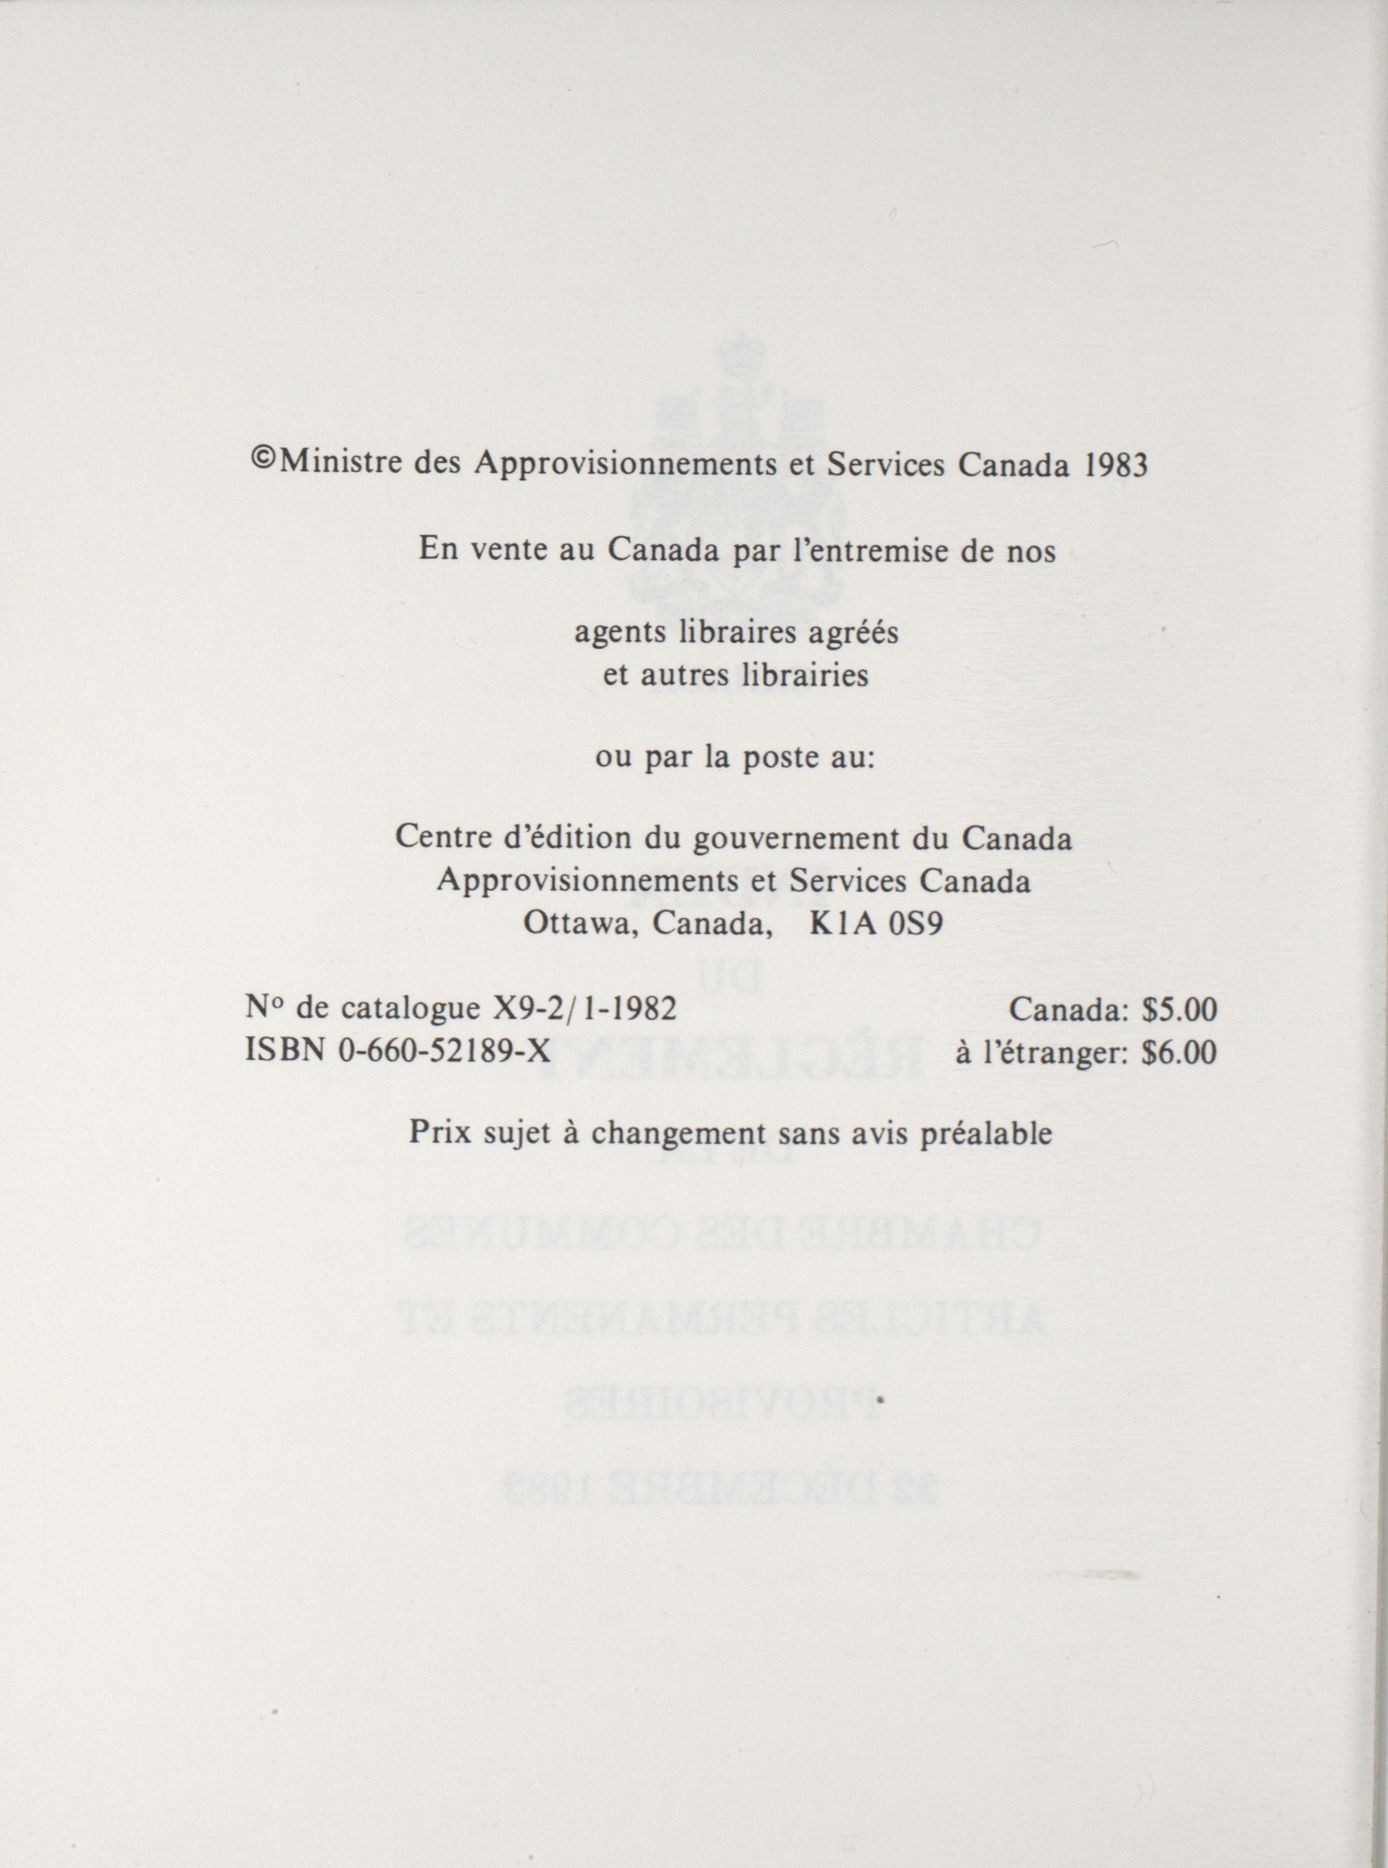 ©Ministre des Approvisionnements et Services Canada 1983
En vente au Canada par l'entremise de nos
agents libraires agréés
et autres librairies
ou par la poste au:
Centre d'édition du gouvernement du Canada
Approvisionnements et Services Canada
Ottawa, Canada, K1A 0S9
Nº de catalogue X9-2/1-1982 Canada: $5.00
ISBN 0-660-52189-X à l'étranger: $6.00
Prix sujet à changement sans avis préalable